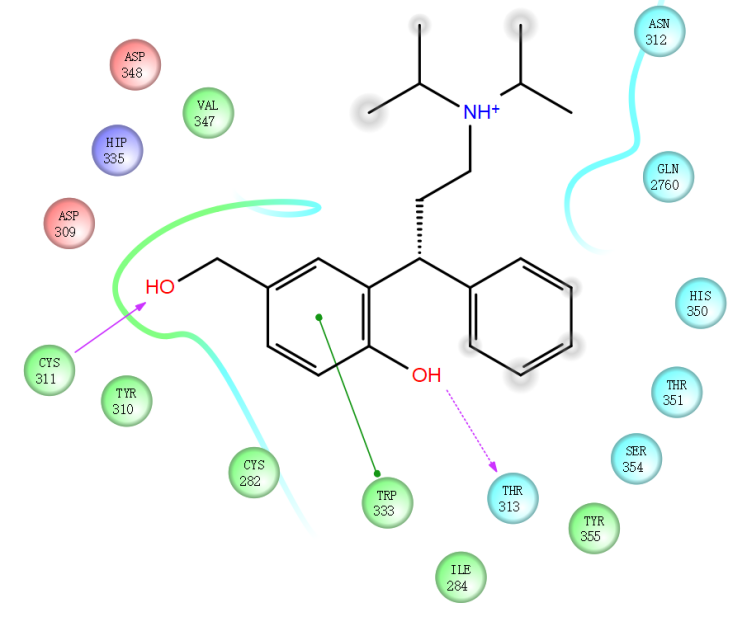 ASN
312
ASP
348
VAL
347
NH+
HIP
335
GLN
2760
ASP
309
HO
HIS
350
CYS
311
OH
TYR
310
THR
351
CYS
282
SER
354
TRP
333
THR
313
TYR
355
ILE
284